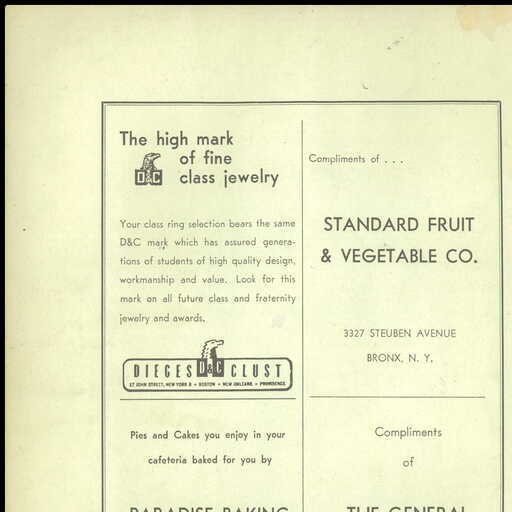 The high mark
of fine
class jewelry
D&C
Your class ring selection bears the same
D&C mark which has assured genera-
tions of students of high quality design,
workmanship and value. Look for this
mark on all future class and fraternity
jewelry and awards.
D&C
DIEGES CLUST
17 JOHN STREET, NEW YORK 8 • BOSTON • NEW ORLEANS • PROVIDENCE
Pies and Cakes you enjoy in your
cafeteria baked for you by
PARADISE BAKING
Compliments of . . .
STANDARD FRUIT
& VEGETABLE CO.
3327 STEUBEN AVENUE
BRONX, N. Y.
Compliments
of
THE GENERAL